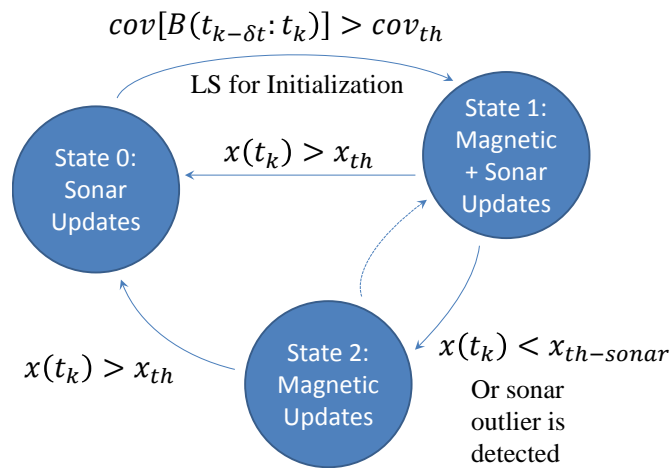 cov[B(t_{k−δt}: t_k)] > cov_{th}
LS for Initialization
State 0:
Sonar
Updates
x(t_k) > x_{th}
State 1:
Magnetic
+ Sonar
Updates
State 2:
Magnetic
Updates
x(t_k) > x_{th}
x(t_k) < x_{th−sonar}
Or sonar
outlier is
detected